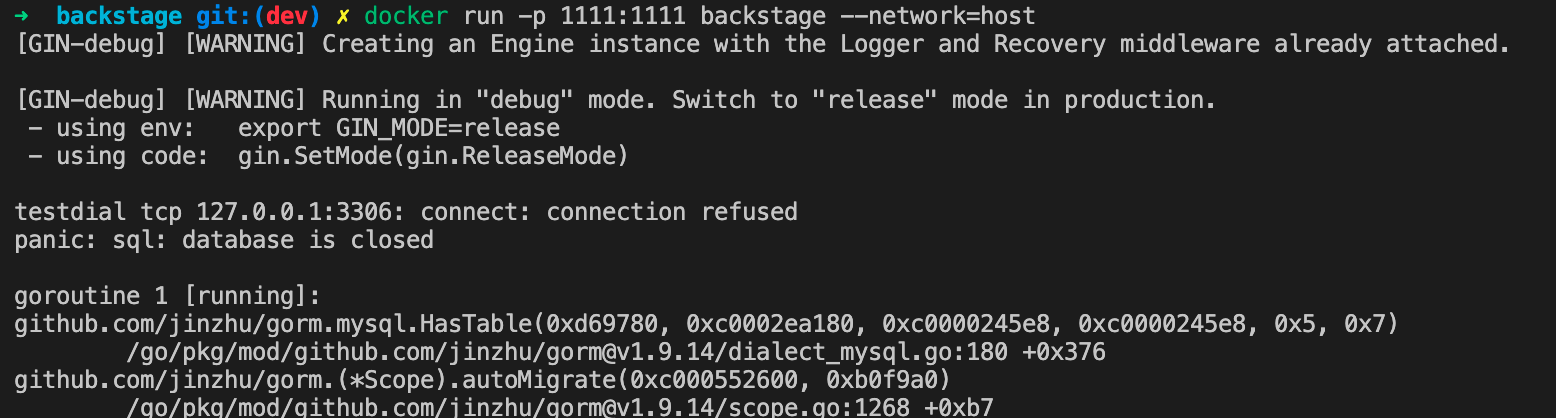 ➜  backstage git:(dev) ✗ docker run -p 1111:1111 backstage --network=host
[GIN-debug] [WARNING] Creating an Engine instance with the Logger and Recovery middleware already attached.
[GIN-debug] [WARNING] Running in "debug" mode. Switch to "release" mode in production.
 - using env:   export GIN_MODE=release
 - using code:  gin.SetMode(gin.ReleaseMode)
testdial tcp 127.0.0.1:3306: connect: connection refused
panic: sql: database is closed
goroutine 1 [running]:
github.com/jinzhu/gorm.mysql.HasTable(0xd69780, 0xc0002ea180, 0xc0000245e8, 0xc0000245e8, 0x5, 0x7)
        /go/pkg/mod/github.com/jinzhu/gorm@v1.9.14/dialect_mysql.go:180 +0x376
github.com/jinzhu/gorm.(*Scope).autoMigrate(0xc000552600, 0xb0f9a0)
        /go/pkg/mod/github.com/jinzhu/gorm@v1.9.14/scope.go:1268 +0xb7